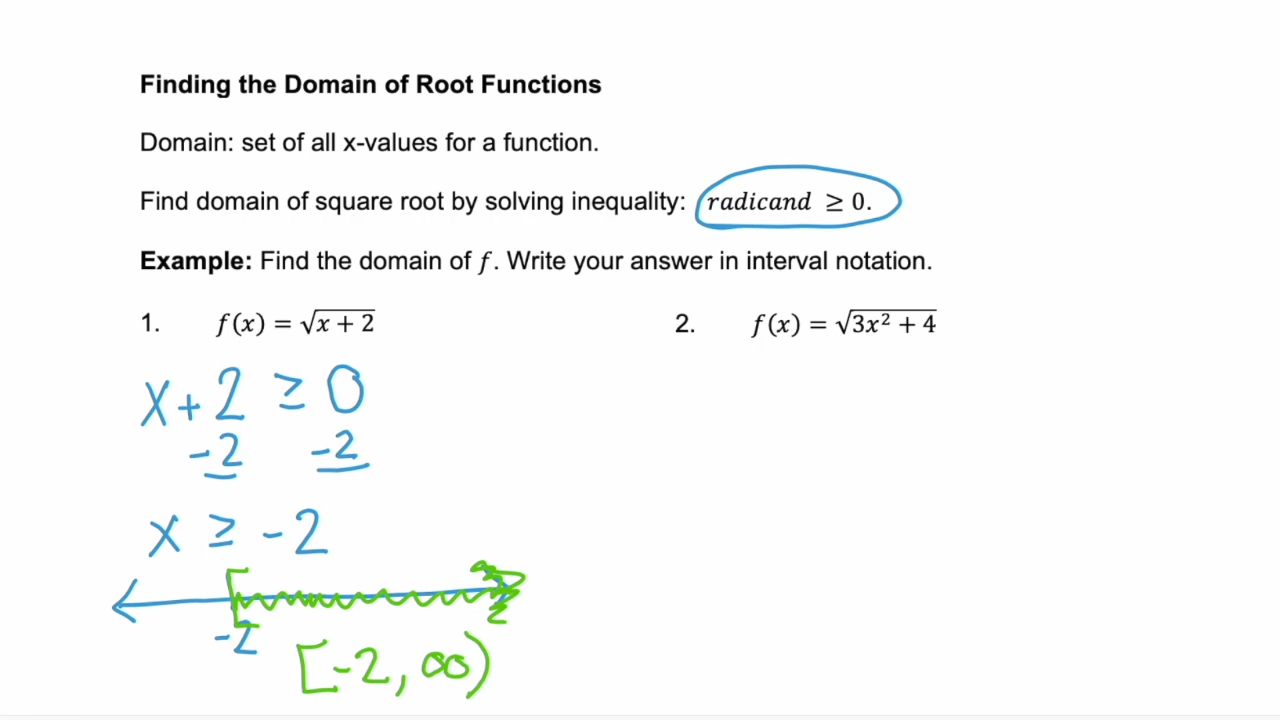 Finding the Domain of Root Functions
Domain: set of all x-values for a function.
Find domain of square root by solving inequality: radicand ≥ 0.
Example: Find the domain of f. Write your answer in interval notation.
1. f(x) = √(x + 2)
2. f(x) = √(3x² + 4)
x + 2 ≥ 0
-2 -2
x ≥ -2
-2
[-2, ∞)